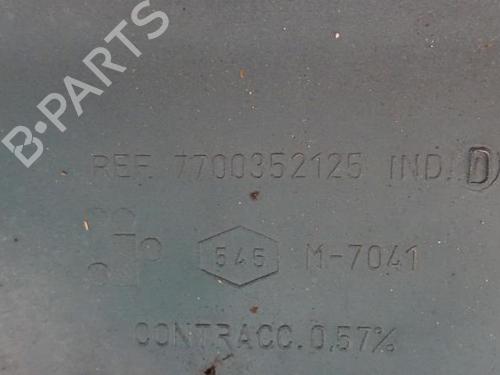 B-PARTS
REF. 7700352125 IND. D
545 M-7041
CONTRACC. 0,57%